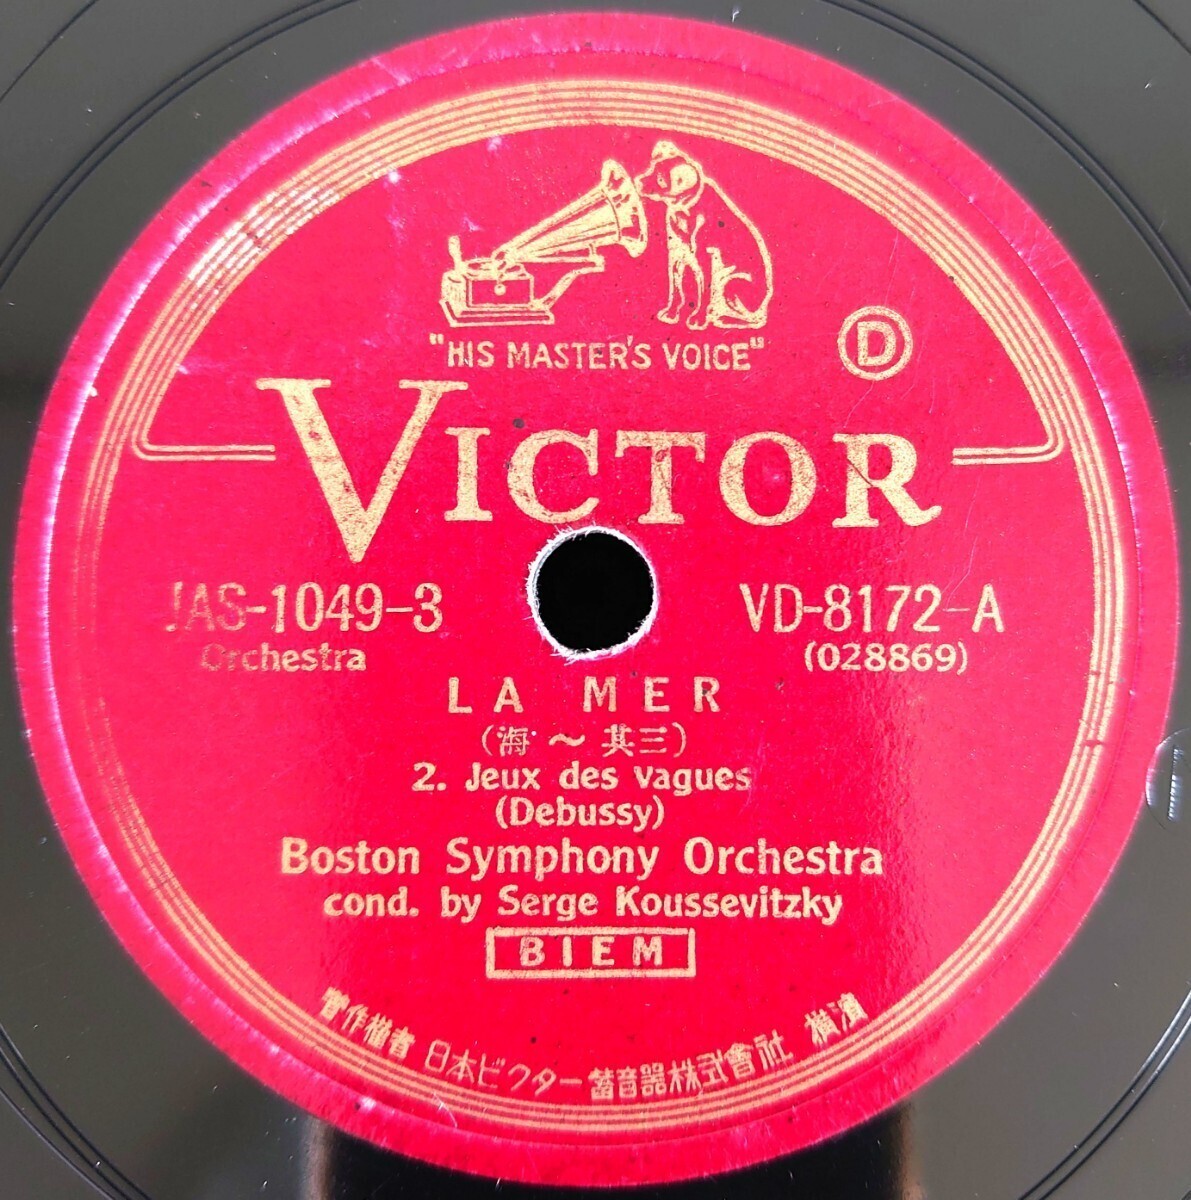 "HIS MASTER'S VOICE"
D
VICTOR
JAS-1049-3
Orchestra
VD-8172-A
(028869)
LA MER
(海～其三)
2. Jeux des vagues
(Debussy)
Boston Symphony Orchestra
cond. by Serge Koussevitzky
BIEM
著作権者 日本ビクター蓄音器株式會社 横濱